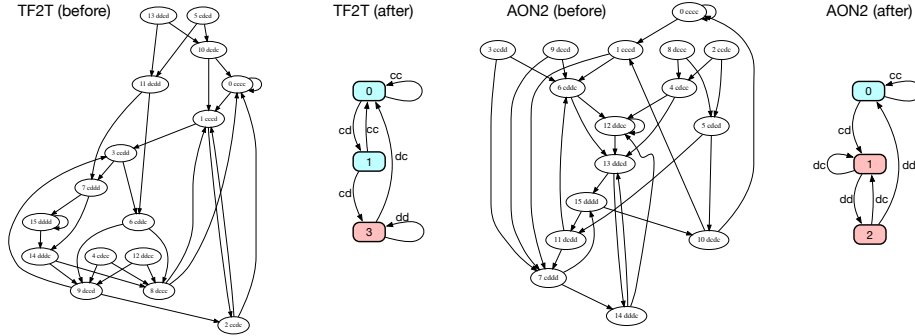 TF2T (before)
TF2T (after)
AON2 (before)
AON2 (after)
13 ddcd
5 cdcd
10 dcdc
11 dcdd
0 cccc
1 cccd
3 ccdd
7 cddd
15 dddd
6 cddc
14 dddc
4 cdcc
12 ddcc
9 dccd
8 dccc
2 ccdc
cc
0
cd
cc
dc
1
cd
dd
3
0 cccc
3 ccdd
9 dccd
1 cccd
8 dccc
2 ccdc
6 cddc
4 cdcc
12 ddcc
5 cdcd
13 ddcd
15 dddd
11 dcdd
10 dcdc
7 cddd
14 dddc
cc
0
cd
dc
1
dd
dd
dc
2